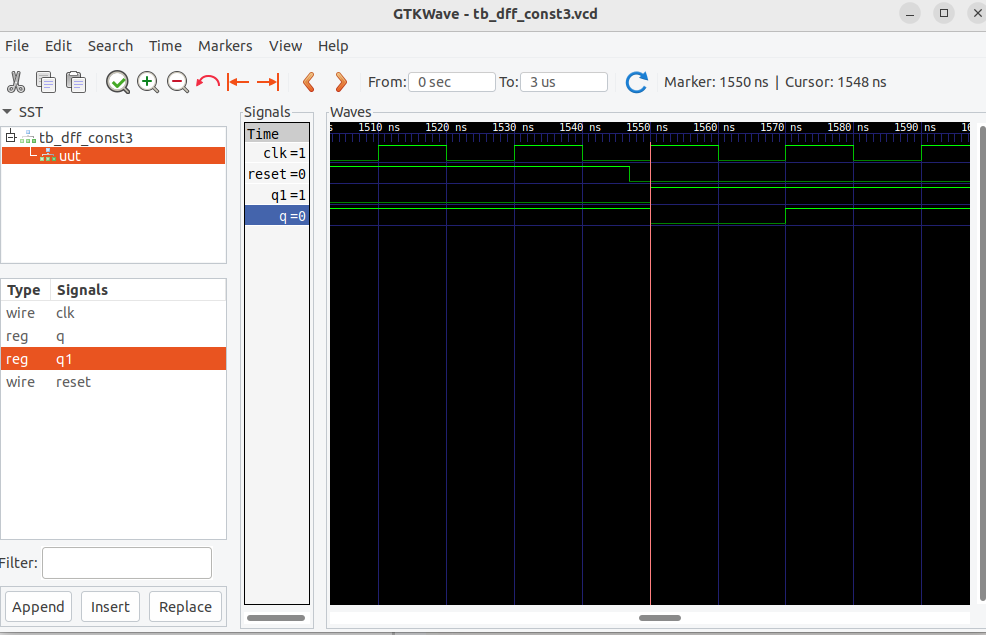 GTKWave - tb_dff_const3.vcd
File Edit Search Time Markers View Help
From: 0 sec To: 3 us Marker: 1550 ns | Cursor: 1548 ns
SST
tb_dff_const3
uut
Type Signals
wire clk
reg q
reg q1
wire reset
Filter:
Append Insert Replace
Signals
Time
clk=1
reset=0
q1=1
q=0
Waves
s 1510 ns 1520 ns 1530 ns 1540 ns 1550 ns 1560 ns 1570 ns 1580 ns 1590 ns